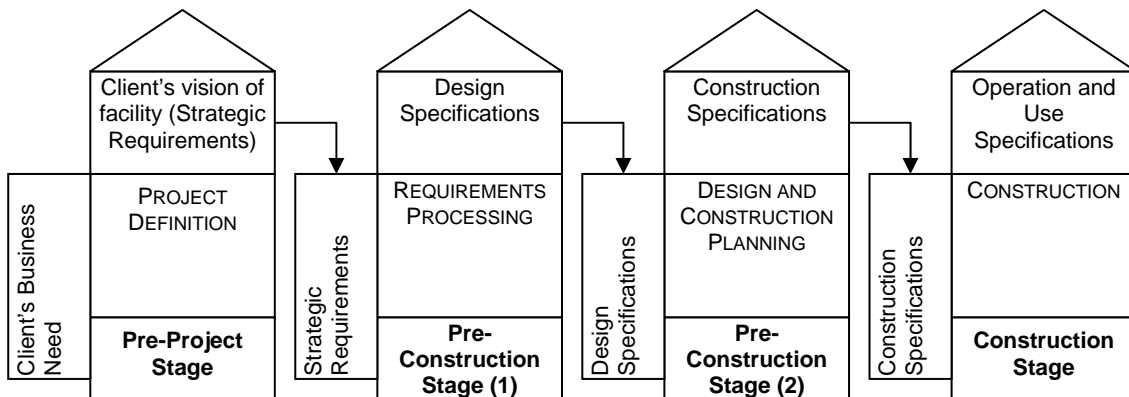 Client's Business
Need
Client's vision of
facility (Strategic
Requirements)
PROJECT
DEFINITION
Pre-Project
Stage
Strategic
Requirements
Design
Specifications
REQUIREMENTS
PROCESSING
Pre-
Construction
Stage (1)
Design
Specifications
Construction
Specifications
DESIGN AND
CONSTRUCTION
PLANNING
Pre-
Construction
Stage (2)
Construction
Specifications
Operation and
Use
Specifications
CONSTRUCTION
Construction
Stage